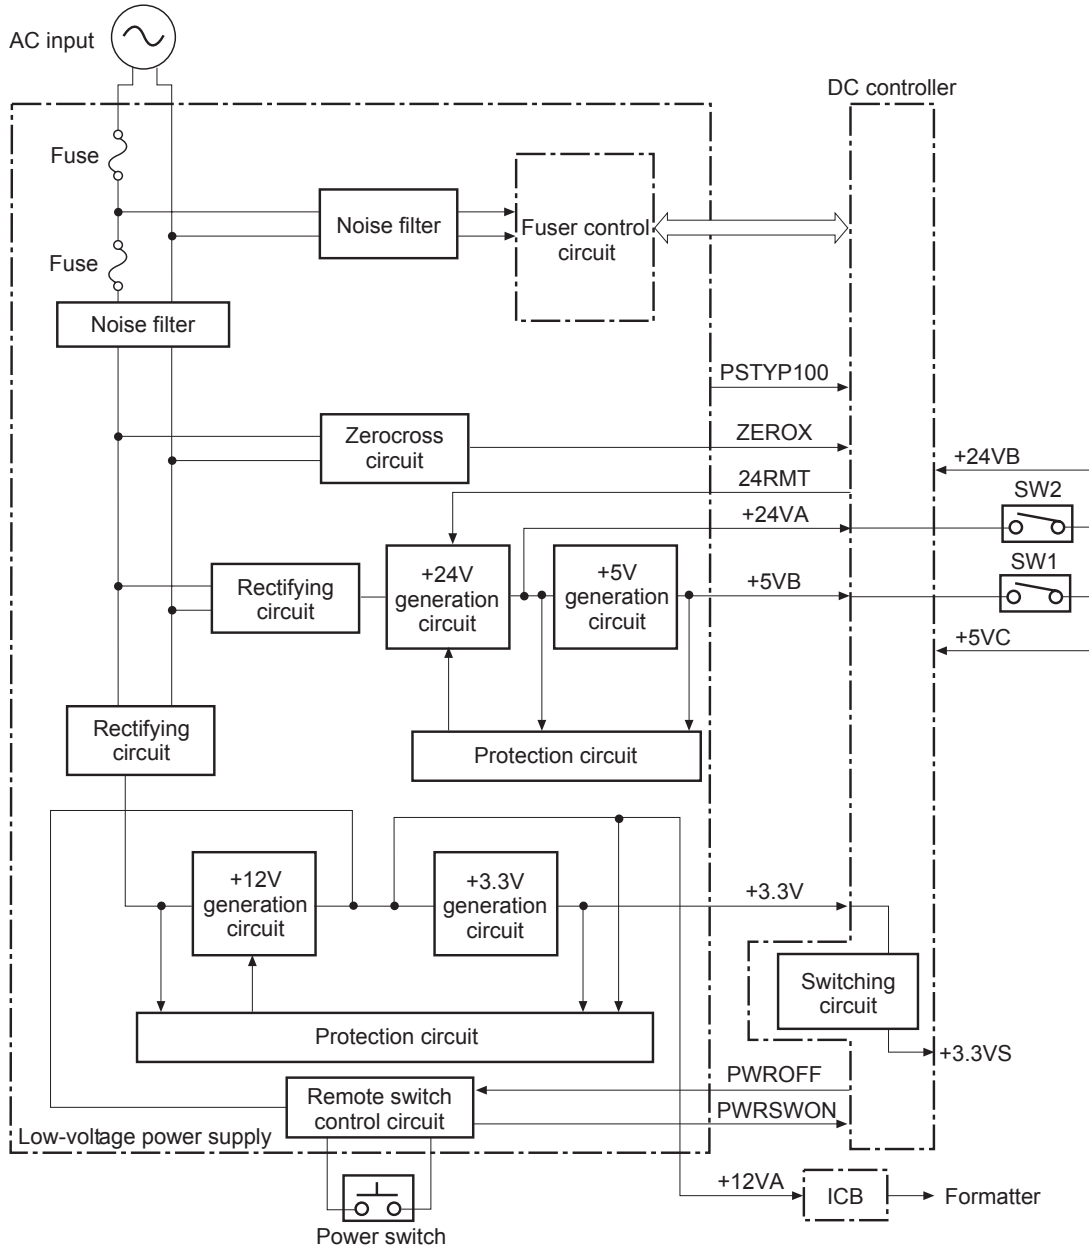 AC input
DC controller
Fuse
Noise filter
Fuser control
circuit
Fuse
Noise filter
PSTYP100
Zerocross
circuit
ZEROX
+24VB
24RMT
SW2
+24VA
+24V
generation
circuit
+5V
generation
circuit
Rectifying
circuit
+5VB
SW1
+5VC
Rectifying
circuit
Protection circuit
+12V
generation
circuit
+3.3V
generation
circuit
+3.3V
Switching
circuit
Protection circuit
+3.3VS
PWROFF
Remote switch
control circuit
PWRSWON
Low-voltage power supply
+12VA
ICB
Formatter
Power switch